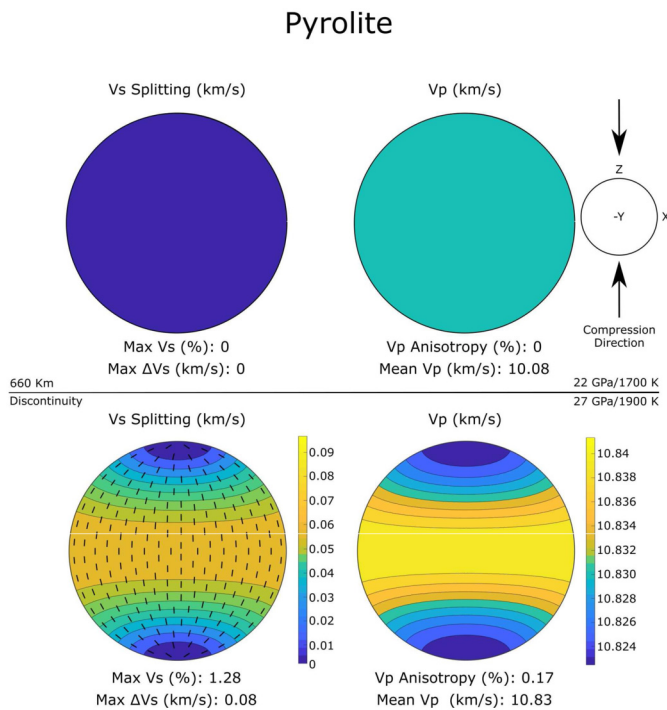 Pyrolite
Vs Splitting (km/s)
Vp (km/s)
Z
-Y
X
Compression
Direction
Max Vs (%): 0
Max ΔVs (km/s): 0
Vp Anisotropy (%): 0
Mean Vp (km/s): 10.08
660 Km
22 GPa/1700 K
Discontinuity
27 GPa/1900 K
Vs Splitting (km/s)
Vp (km/s)
0.09
0.08
0.07
0.06
0.05
0.04
0.03
0.02
0.01
0
10.84
10.838
10.836
10.834
10.832
10.830
10.828
10.826
10.824
Max Vs (%): 1.28
Max ΔVs (km/s): 0.08
Vp Anisotropy (%): 0.17
Mean Vp (km/s): 10.83